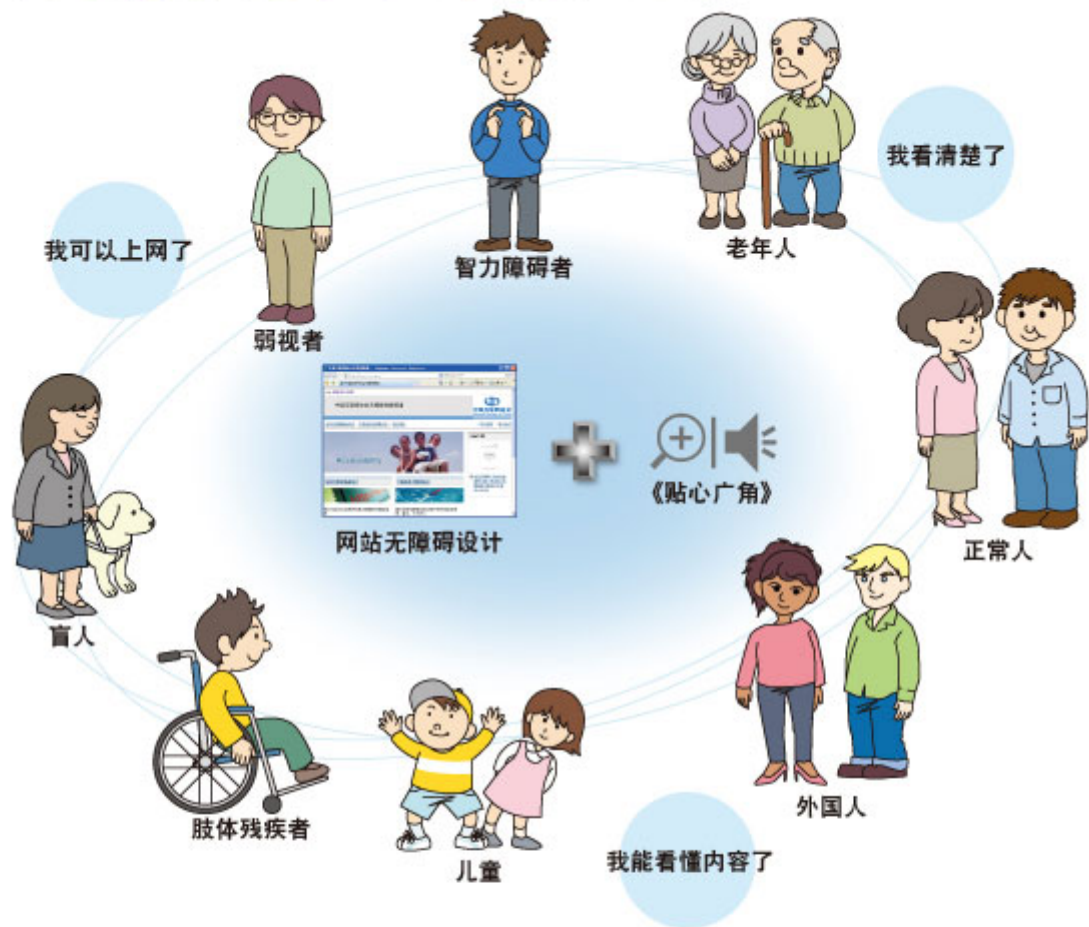 智力障碍者
老年人
我看清楚了
我可以上网了
弱视者
正常人
《贴心广角》
网站无障碍设计
盲人
外国人
肢体残疾者
儿童
我能看懂内容了